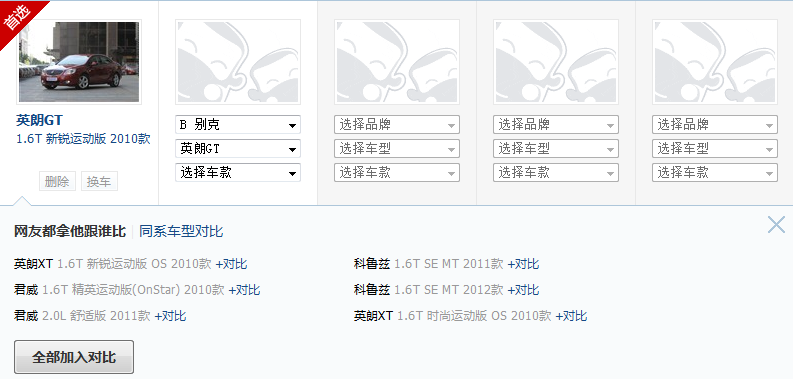 首选
英朗GT
1.6T 新锐运动版 2010款
删除 换车
B 别克
英朗GT
选择车款
选择品牌
选择车型
选择车款
选择品牌
选择车型
选择车款
选择品牌
选择车型
选择车款
网友都拿他跟谁比 同系车型对比
英朗XT 1.6T 新锐运动版 OS 2010款 +对比
科鲁兹 1.6T SE MT 2011款 +对比
君威 1.6T 精英运动版(OnStar) 2010款 +对比
科鲁兹 1.6T SE MT 2012款 +对比
君威 2.0L 舒适版 2011款 +对比
英朗XT 1.6T 时尚运动版 OS 2010款 +对比
全部加入对比